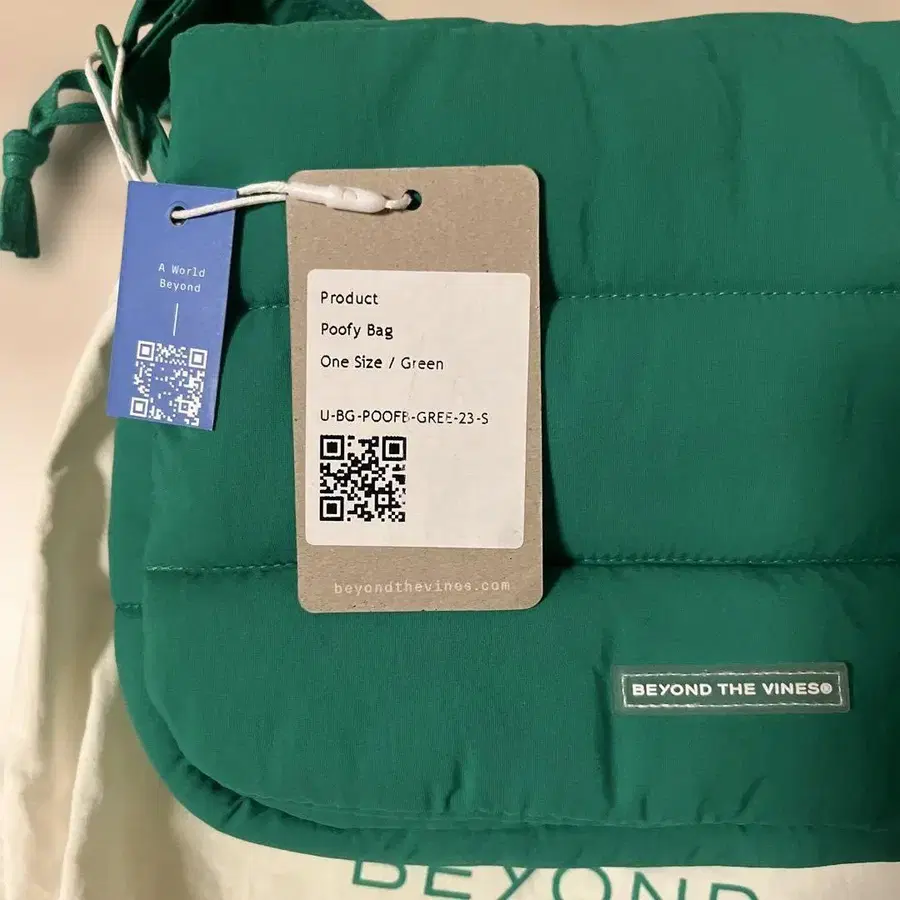 A World
Beyond
Product
Poofy Bag
One Size / Green
U-BG-POOFB-GREE-23-S
beyondthevines.com
BEYOND THE VINES®
BEYOND